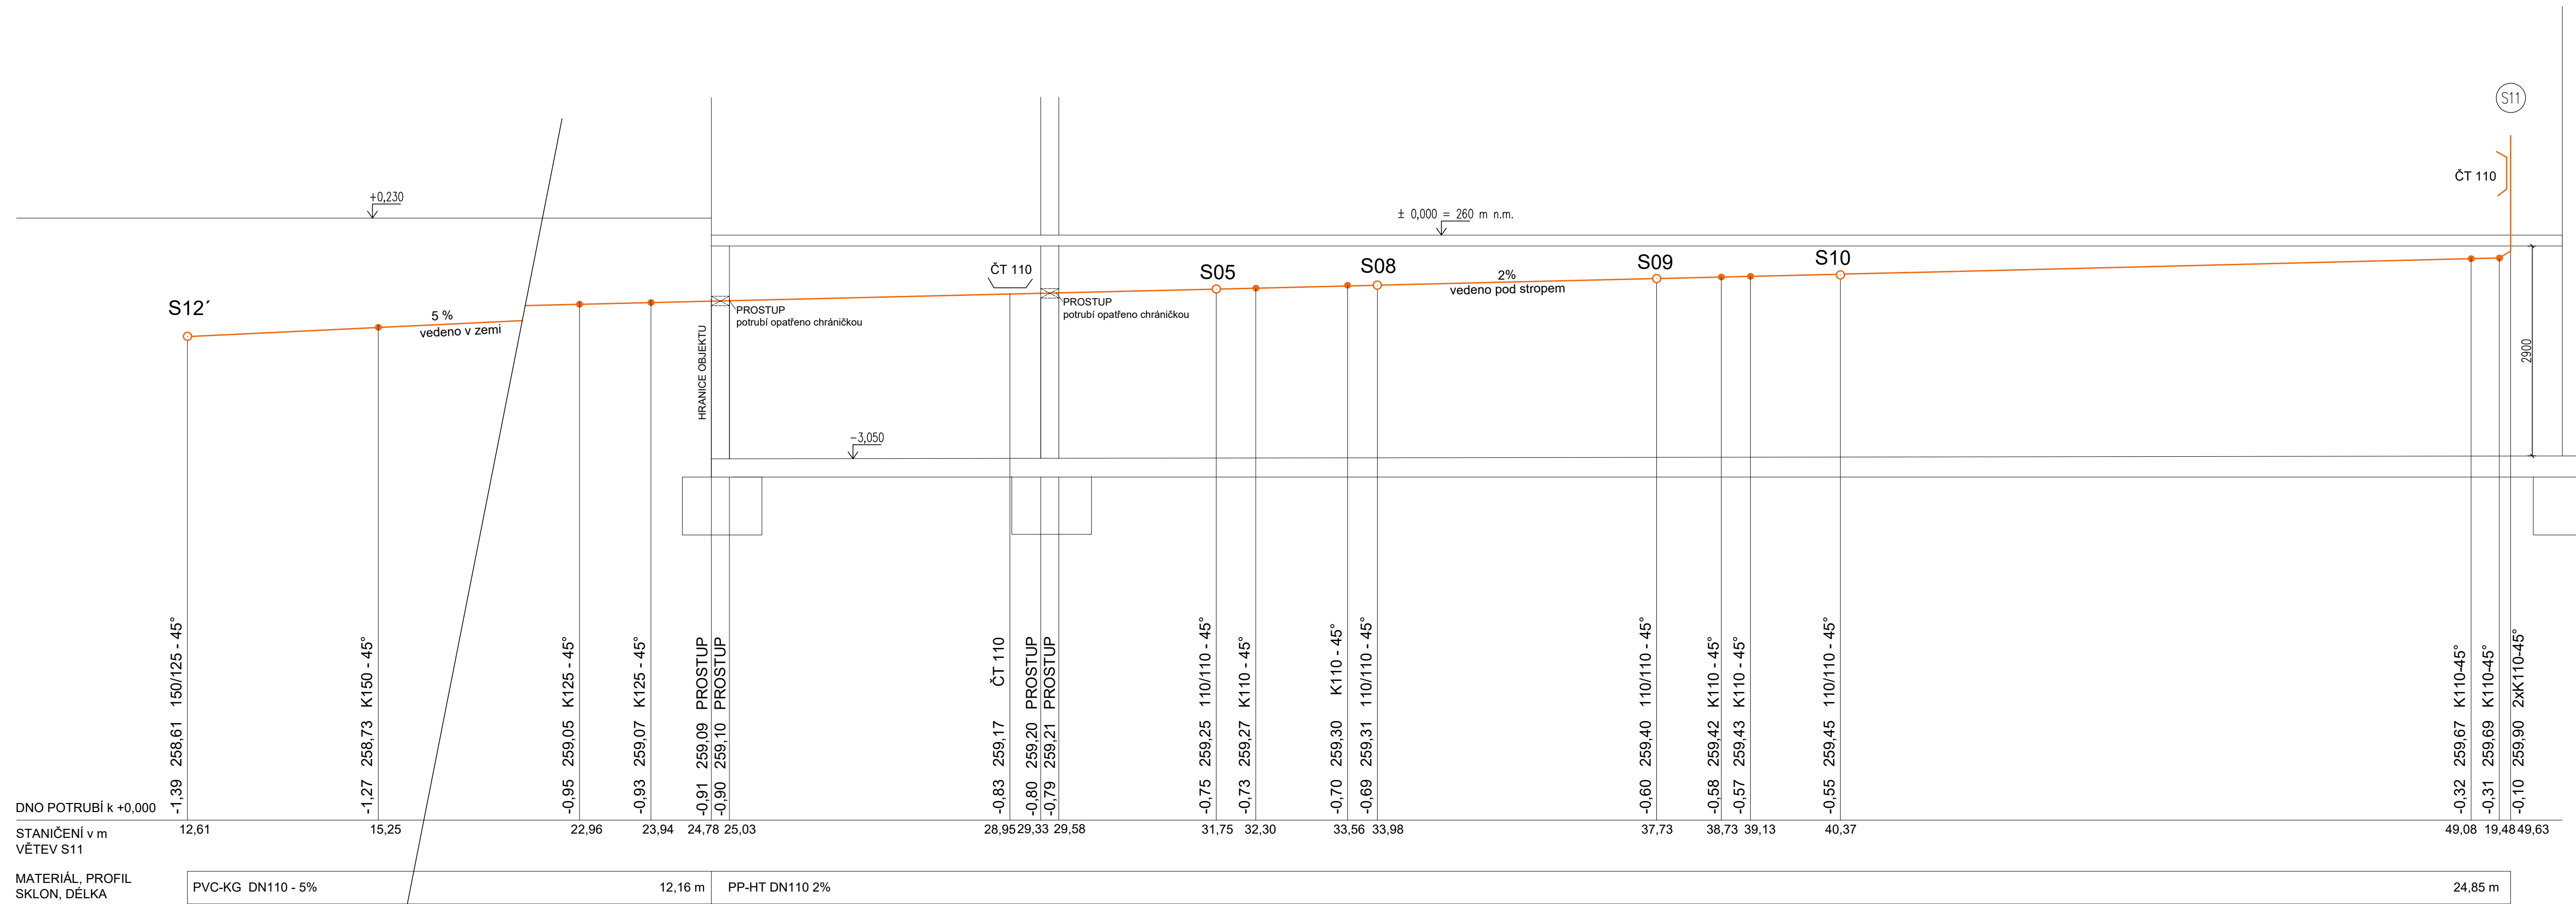 S11
ČT 110
+0,230
± 0,000 = 260 m n.m.
S12´
5 %
vedeno v zemi
HRANICE OBJEKTU
PROSTUP
potrubí opatřeno chráničkou
ČT 110
PROSTUP
potrubí opatřeno chráničkou
S05
S08
2%
vedeno pod stropem
S09
S10
2900
-3,050
-1,39 258,61 150/125 - 45°
-1,27 258,73 K150 - 45°
-0,95 259,05 K125 - 45°
-0,93 259,07 K125 - 45°
-0,91 259,09 PROSTUP
-0,90 259,10 PROSTUP
-0,83 259,17 ČT 110
-0,80 259,20 PROSTUP
-0,79 259,21 PROSTUP
-0,75 259,25 110/110 - 45°
-0,73 259,27 K110 - 45°
-0,70 259,30 K110 - 45°
-0,69 259,31 110/110 - 45°
-0,60 259,40 110/110 - 45°
-0,58 259,42 K110 - 45°
-0,57 259,43 K110 - 45°
-0,55 259,45 110/110 - 45°
-0,32 259,67 K110-45°
-0,31 259,69 K110-45°
-0,10 259,90 2xK110-45°
DNO POTRUBÍ k +0,000
STANIČENÍ v m
VĚTEV S11
12,61 15,25 22,96 23,94 24,78 25,03 28,95 29,33 29,58 31,75 32,30 33,56 33,98 37,73 38,73 39,13 40,37 49,08 19,48 49,63
MATERIÁL, PROFIL
SKLON, DÉLKA
PVC-KG DN110 - 5% 12,16 m PP-HT DN110 2% 24,85 m